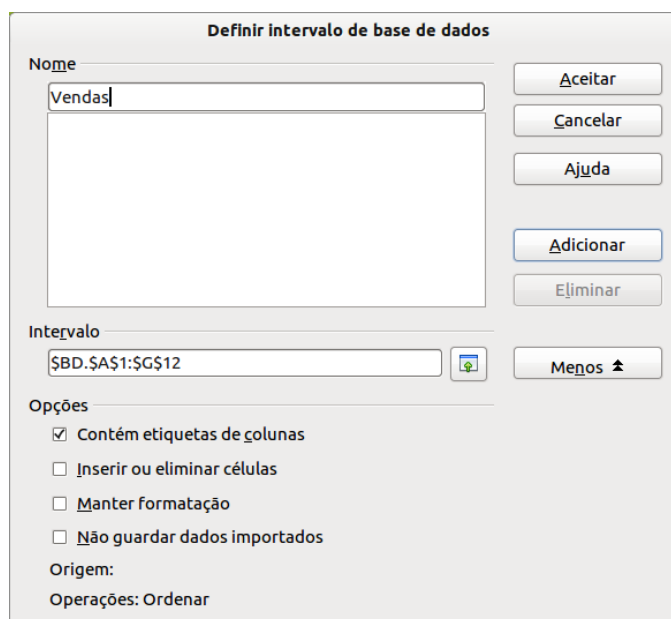 Definir intervalo de base de dados
Nome
Vendas
Aceitar
Cancelar
Ajuda
Adicionar
Eliminar
Intervalo
$BD.$A$1:$G$12
Menos
Opções
Contém etiquetas de colunas
Inserir ou eliminar células
Manter formatação
Não guardar dados importados
Origem:
Operações: Ordenar